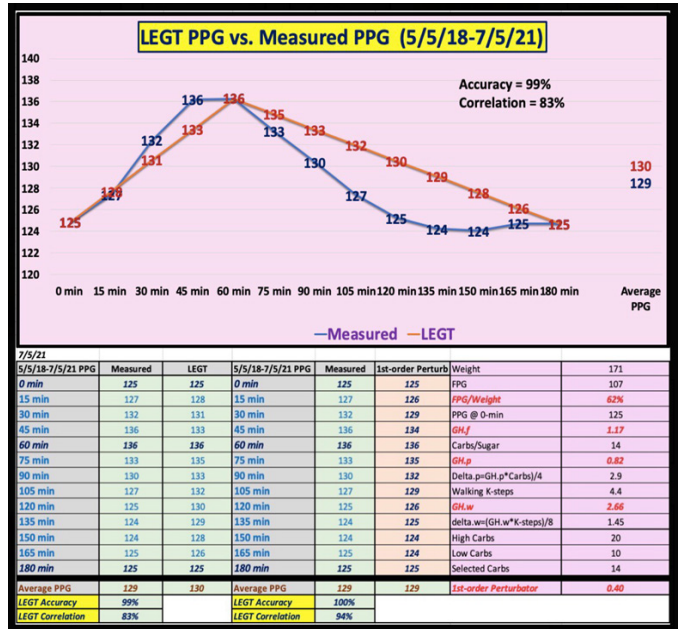 LEGT PPG vs. Measured PPG (5/5/18-7/5/21)
140
138
136
134
132
130
128
126
124
122
120
Accuracy = 99%
Correlation = 83%
125
127
132
136
136
133
130
127
125
124
124
125
125
128
131
133
135
133
132
130
129
128
126
125
130
129
0 min 15 min 30 min 45 min 60 min 75 min 90 min 105 min 120 min 135 min 150 min 165 min 180 min Average PPG
Measured LEGT
7/5/21
5/5/18-7/5/21 PPG Measured LEGT 5/5/18-7/5/21 PPG Measured 1st-order Perturb Weight 171
0 min 125 125 0 min 125 125 FPG 107
15 min 127 128 15 min 127 126 FPG/Weight 62%
30 min 132 131 30 min 132 129 PPG @ 0-min 125
45 min 136 133 45 min 136 134 GH.f 1.17
60 min 136 136 60 min 136 136 Carbs/Sugar 14
75 min 133 135 75 min 133 135 GH.p 0.82
90 min 130 133 90 min 130 132 Delta.p=GH.p*Carbs)/4 2.9
105 min 127 132 105 min 127 129 Walking K-steps 4.4
120 min 125 130 120 min 125 126 GH.w 2.66
135 min 124 129 135 min 124 125 delta.w=(GH.w*K-steps)/8 1.45
150 min 124 128 150 min 124 124 High Carbs 20
165 min 125 126 165 min 125 124 Low Carbs 10
180 min 125 125 180 min 125 125 Selected Carbs 14
Average PPG 129 130 Average PPG 129 129 1st-order Perturbator 0.40
LEGT Accuracy 99% LEGT Accuracy 100%
LEGT Correlation 83% LEGT Correlation 94%